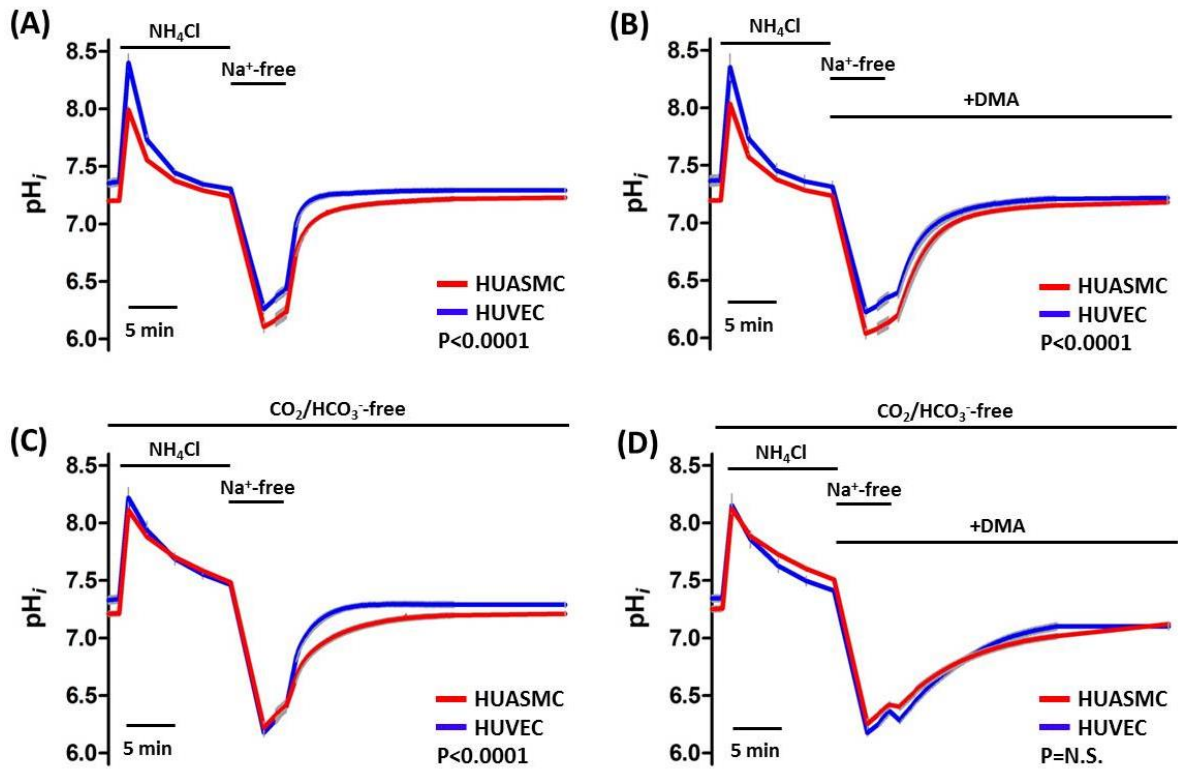 (A)
NH₄Cl
Na⁺-free
8.5
8.0
7.5
7.0
6.5
6.0
pHi
5 min
HUASMC
HUVEC
P<0.0001
(B)
NH₄Cl
Na⁺-free
+DMA
8.5
8.0
7.5
7.0
6.5
6.0
pHi
5 min
HUASMC
HUVEC
P<0.0001
CO₂/HCO₃⁻-free
(C)
NH₄Cl
Na⁺-free
8.5
8.0
7.5
7.0
6.5
6.0
pHi
5 min
HUASMC
HUVEC
P<0.0001
CO₂/HCO₃⁻-free
(D)
NH₄Cl
Na⁺-free
+DMA
8.5
8.0
7.5
7.0
6.5
6.0
pHi
5 min
HUASMC
HUVEC
P=N.S.